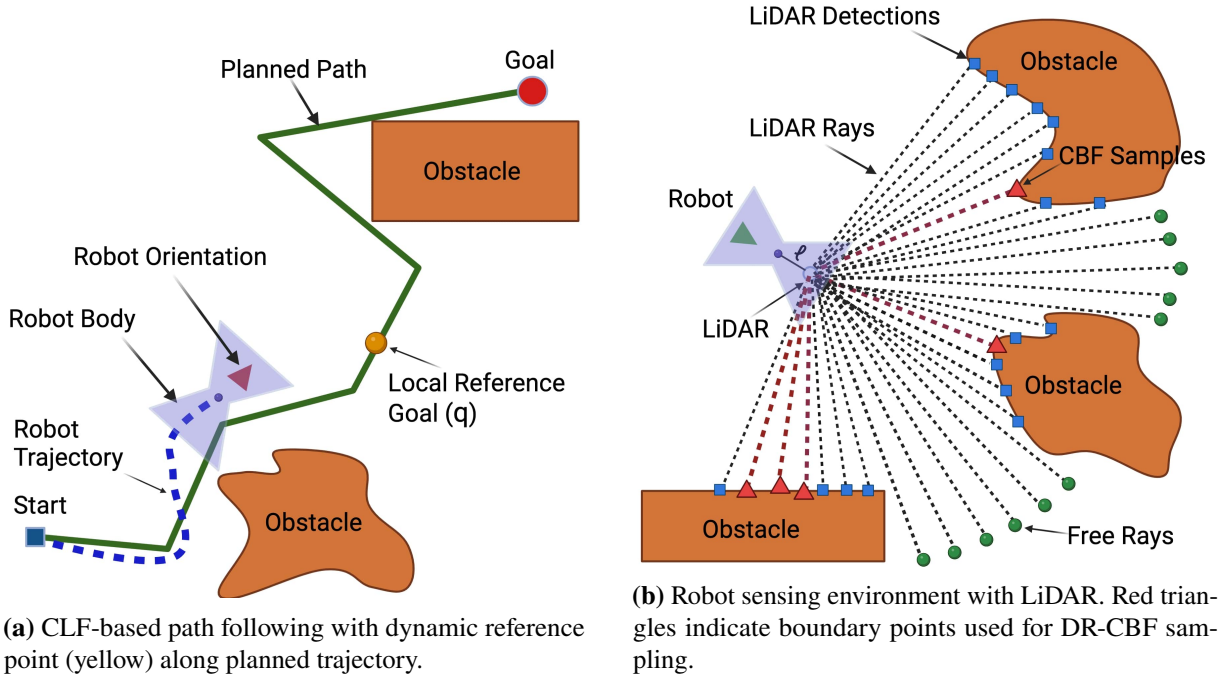 Goal
Planned Path
Obstacle
Robot Orientation
Robot Body
Local Reference
Goal (q)
Robot
Trajectory
Start
Obstacle
(a) CLF-based path following with dynamic reference
point (yellow) along planned trajectory.
LiDAR Detections
Obstacle
LiDAR Rays
CBF Samples
Robot
ℓ
LiDAR
Obstacle
Obstacle
Free Rays
(b) Robot sensing environment with LiDAR. Red trian-
gles indicate boundary points used for DR-CBF sam-
pling.